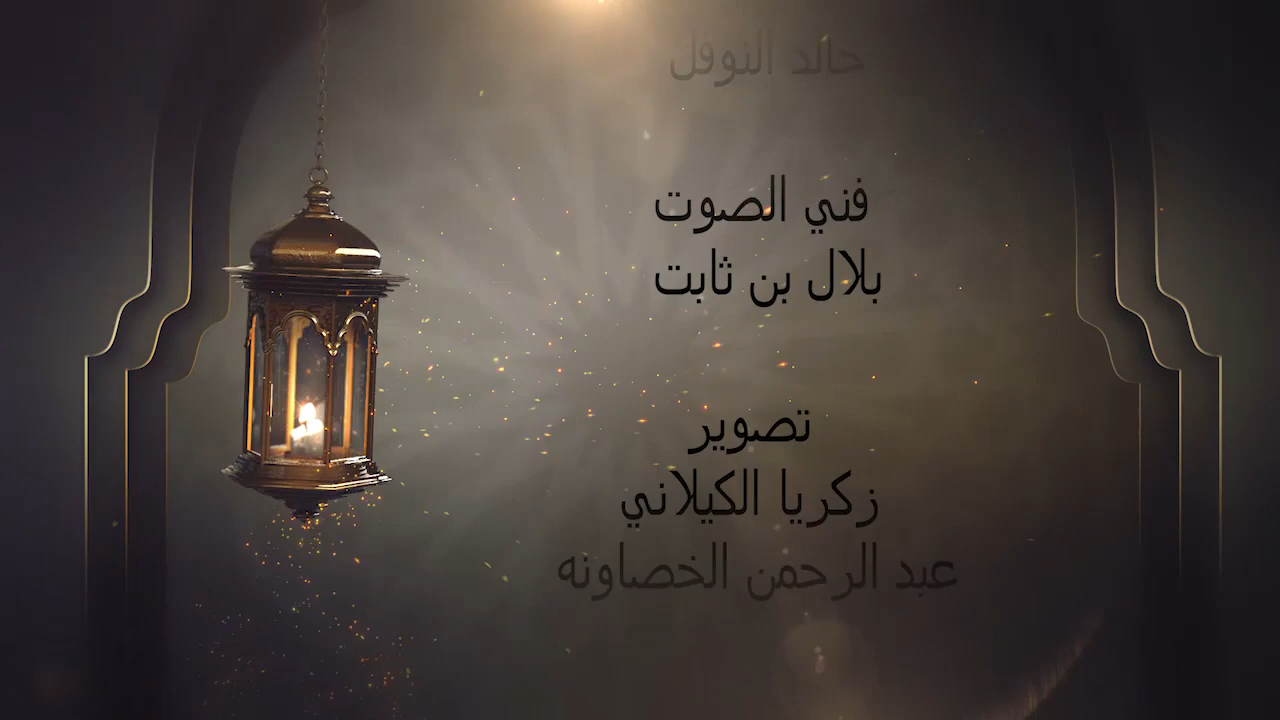 خالد النوفل
فني الصوت
بلال بن ثابت
تصوير
زكريا الكيلاني
عبد الرحمن الخصاونه